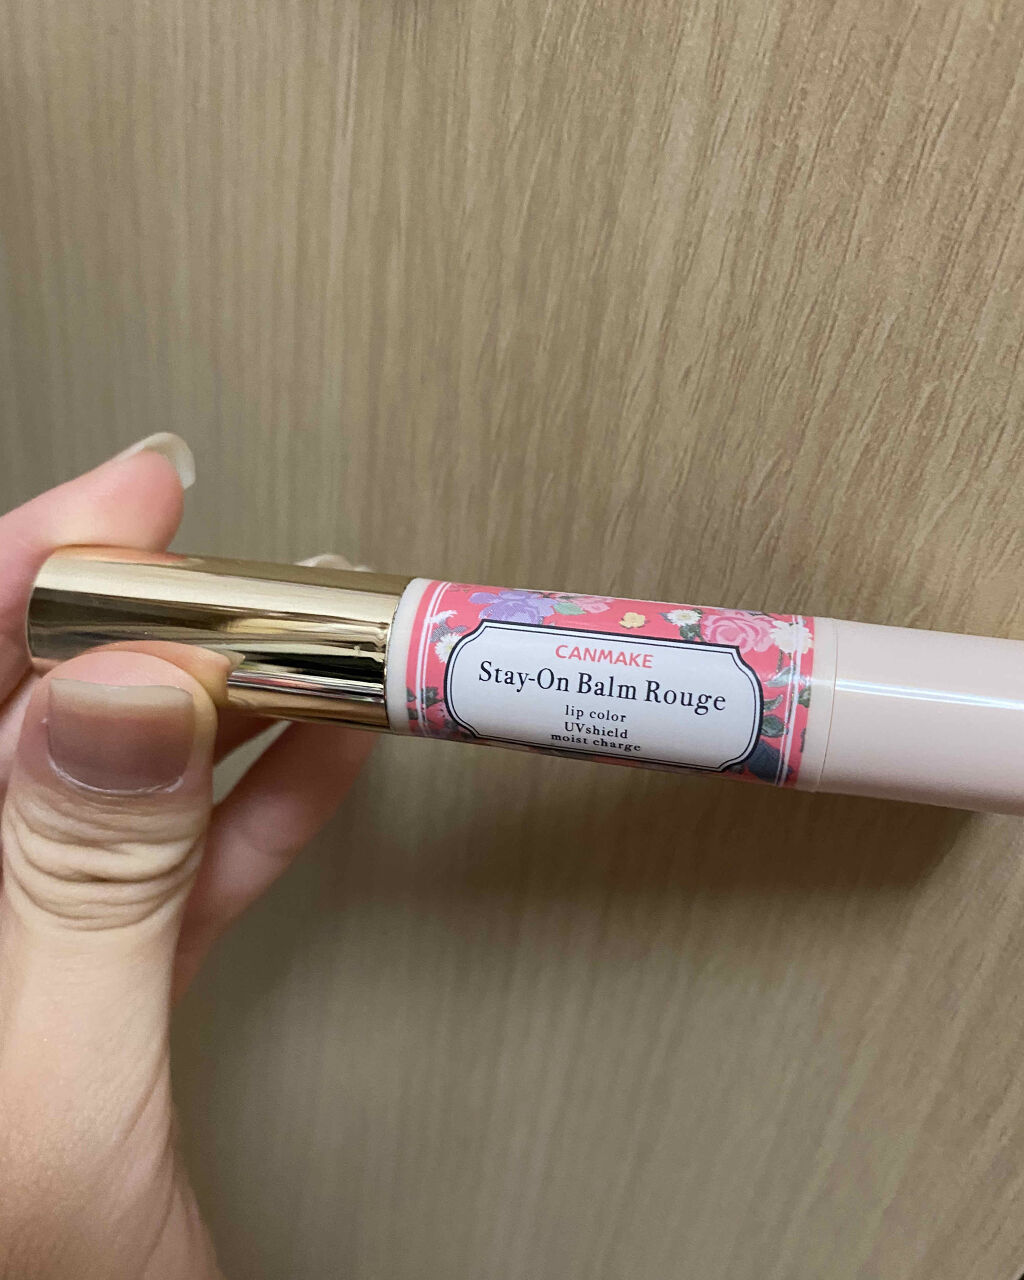 CANMAKE
Stay-On Balm Rouge
lip color
UVshield
moist charge